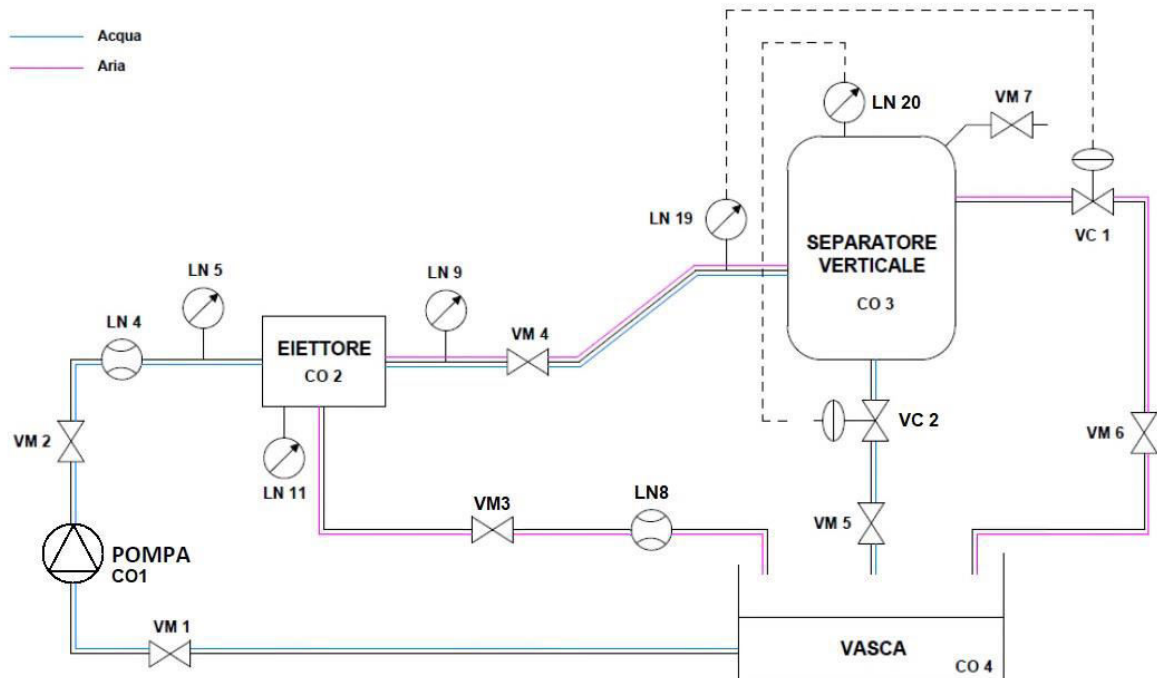 Acqua
Aria
LN 20
VM 7
LN 19
VC 1
SEPARATORE
VERTICALE
CO 3
LN 5
LN 9
LN 4
VM 4
EIETTORE
CO 2
VC 2
VM 2
VM 6
LN 11
VM3
LN8
VM 5
POMPA
CO1
VM 1
VASCA
CO 4